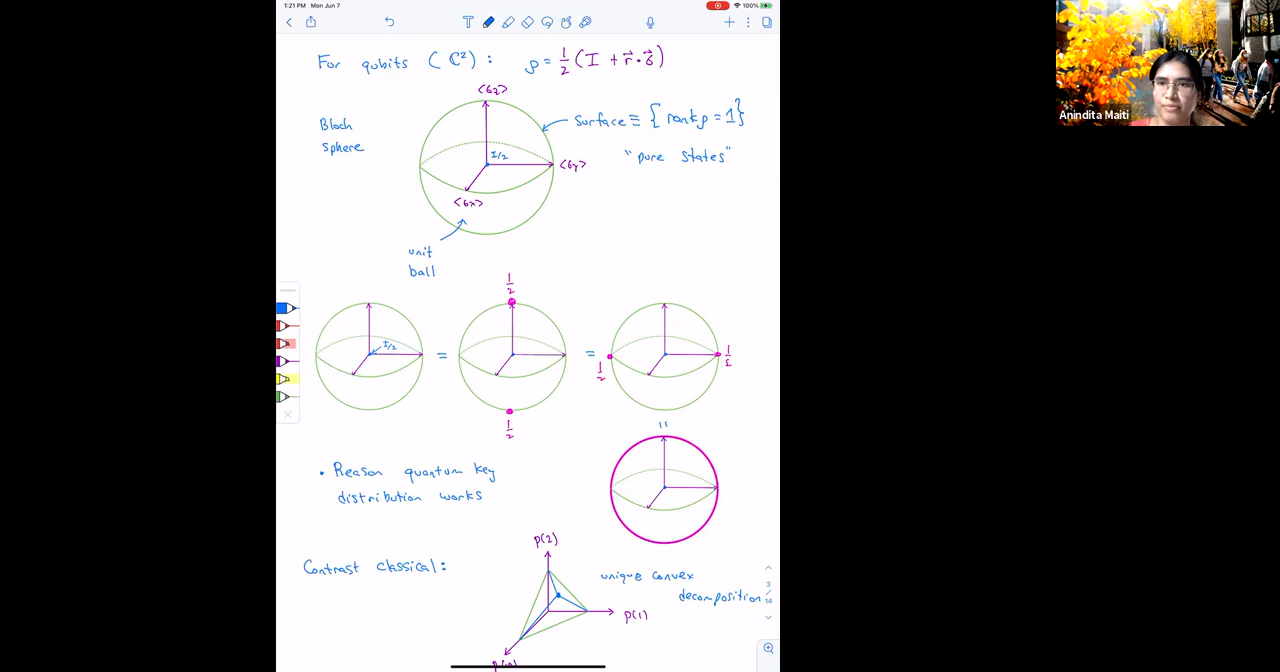 1:21 PM Mon Jun 7
100%
For qubits (ℂ²): ρ = 1/2 (I + r⃗·σ⃗)
<σz>
Bloch
sphere
Surface ≡ {rank ρ = 1}
"pure states"
I/2
<σy>
<σx>
unit
ball
1/2
I/2
=
=
1/2
1/2
1/2
=
• Reason quantum key
distribution works
Contrast classical:
p(2)
unique convex
decomposition
p(1)
3
/
14
Anindita Maiti